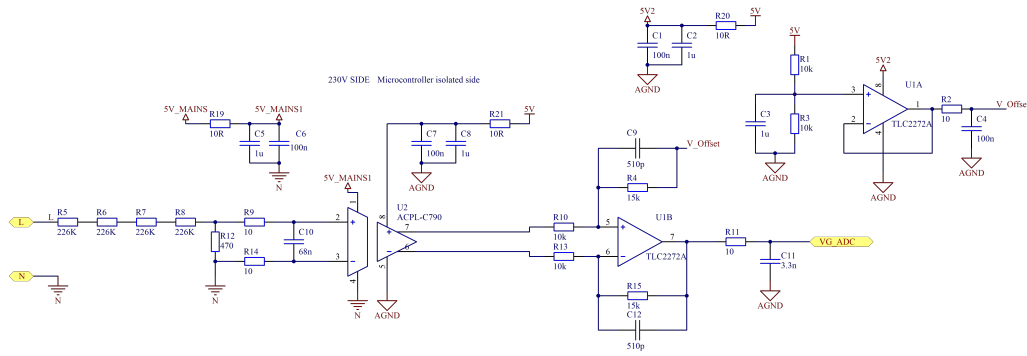 5V2
R20
10R
5V
C1
100n
C2
1u
AGND
5V
R1
10k
5V2
U1A
C3
1u
R3
10k
3
2
8
4
1
TLC2272A
R2
10
V_Offse
C4
100n
AGND
AGND
AGND
230V SIDE Microcontroller isolated side
5V_MAINS
R19
10R
5V_MAINS1
C5
1u
C6
100n
N
R21
10R
5V
C7
100n
C8
1u
AGND
C9
510p
V_Offset
R4
15k
5V_MAINS1
U2
ACPL-C790
L
L
R5
226K
R6
226K
R7
226K
R8
226K
R9
10
R12
470
R14
10
C10
68n
1
2
3
4
8
7
6
5
R10
10k
R13
10k
5
6
7
U1B
TLC2272A
R11
10
VG_ADC
C11
3.3n
AGND
R15
15k
C12
510p
N
N
N
N
AGND